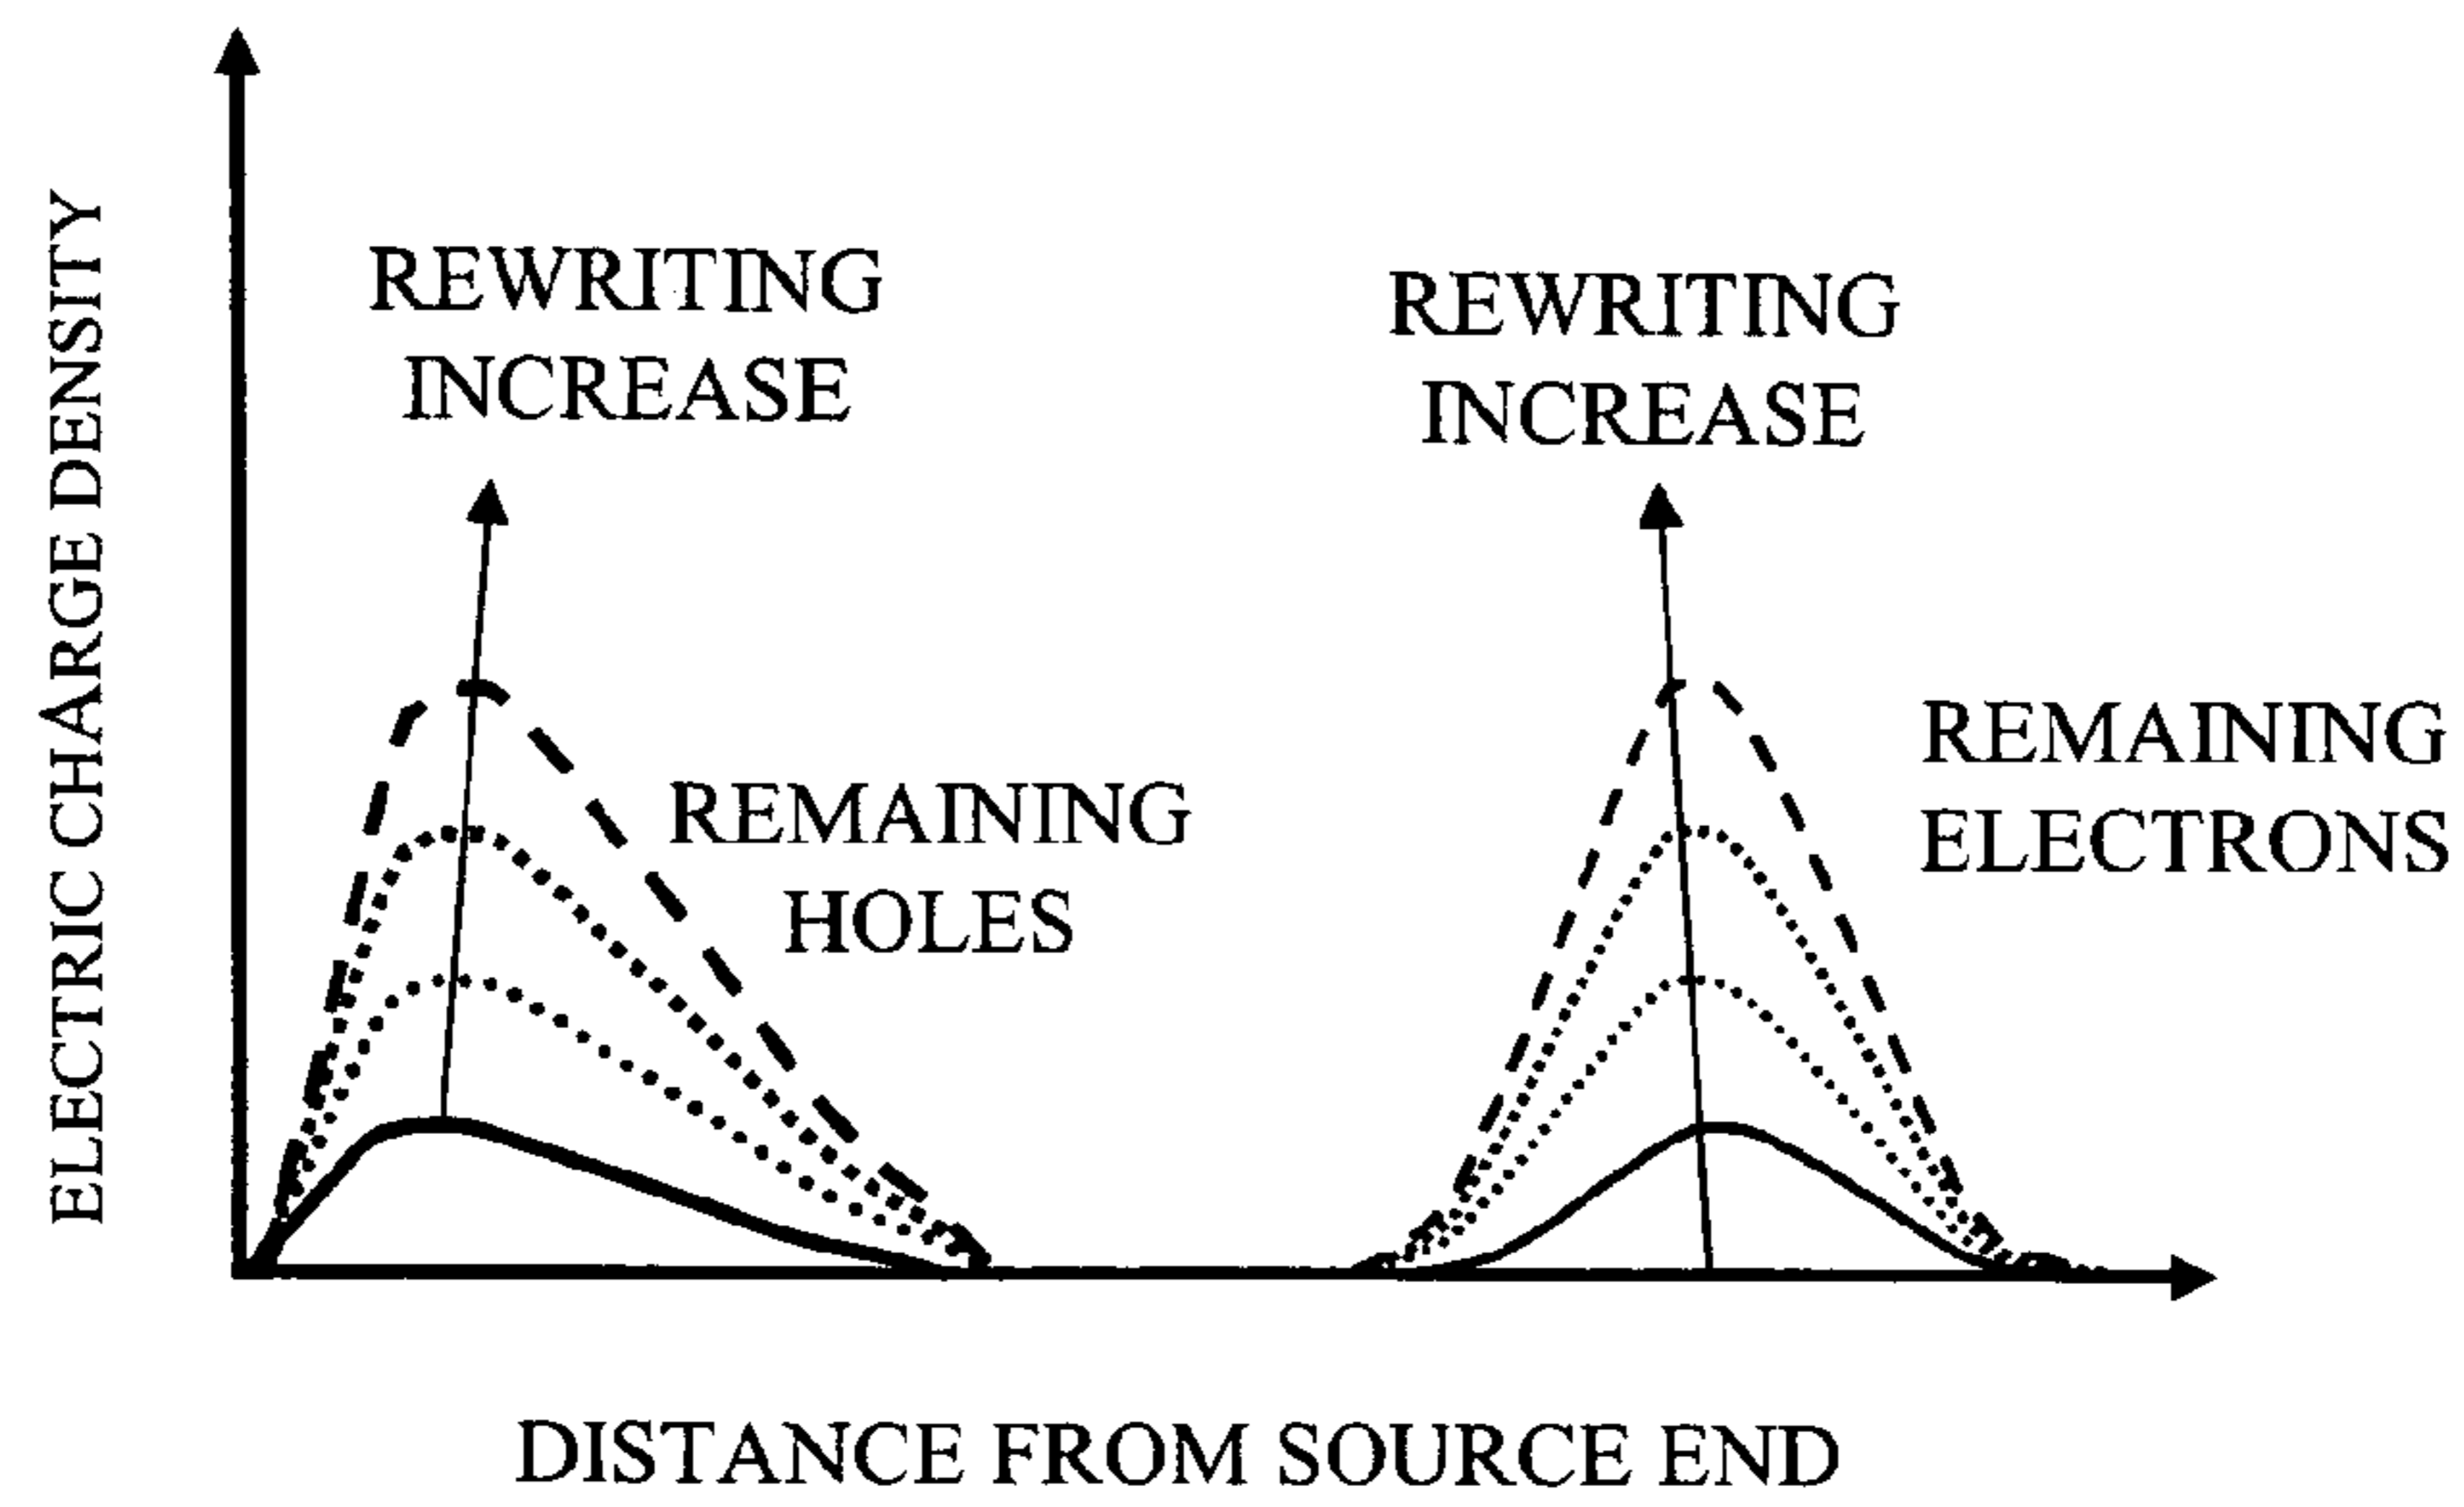 ELECTRIC CHARGE DENSITY
REWRITING
INCREASE
REWRITING
INCREASE
REMAINING
HOLES
REMAINING
ELECTRONS
DISTANCE FROM SOURCE END